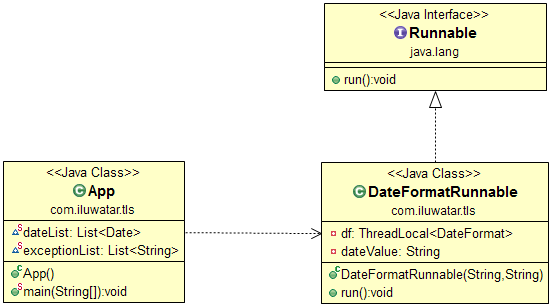 <<Java Interface>>
I Runnable
java.lang
run():void
<<Java Class>>
C App
com.iluwatar.tls
S dateList: List<Date>
S exceptionList: List<String>
C App()
S main(String[]):void
<<Java Class>>
C DateFormatRunnable
com.iluwatar.tls
df: ThreadLocal<DateFormat>
dateValue: String
C DateFormatRunnable(String,String)
run():void